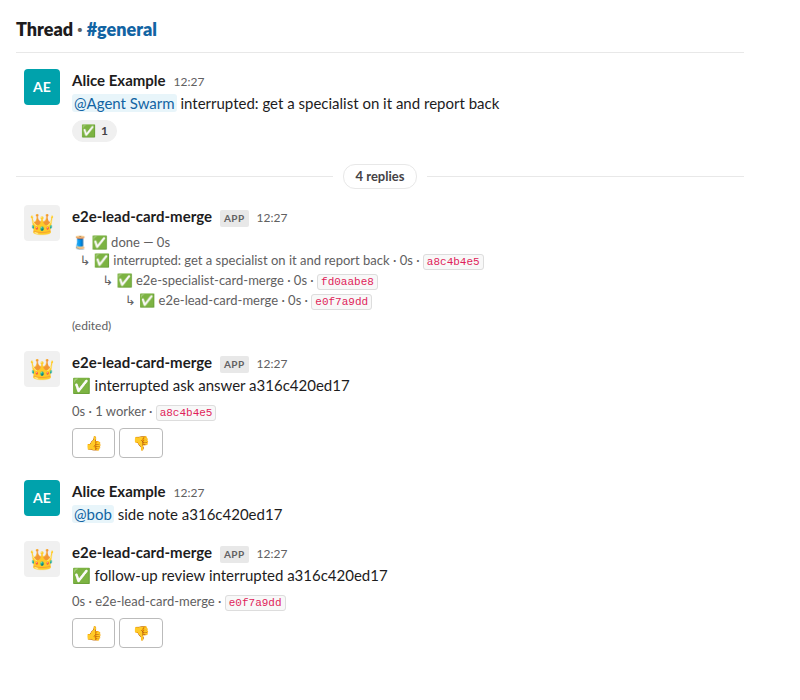 Thread • #general
AE
Alice Example 12:27
@Agent Swarm interrupted: get a specialist on it and report back
✅ 1
4 replies
e2e-lead-card-merge APP 12:27
🧵 ✅ done — 0s
↳ ✅ interrupted: get a specialist on it and report back · 0s · a8c4b4e5
↳ ✅ e2e-specialist-card-merge · 0s · fd0aabe8
↳ ✅ e2e-lead-card-merge · 0s · e0f7a9dd
(edited)
e2e-lead-card-merge APP 12:27
✅ interrupted ask answer a316c420ed17
0s · 1 worker · a8c4b4e5
👍 👎
AE
Alice Example 12:27
@bob side note a316c420ed17
e2e-lead-card-merge APP 12:27
✅ follow-up review interrupted a316c420ed17
0s · e2e-lead-card-merge · e0f7a9dd
👍 👎